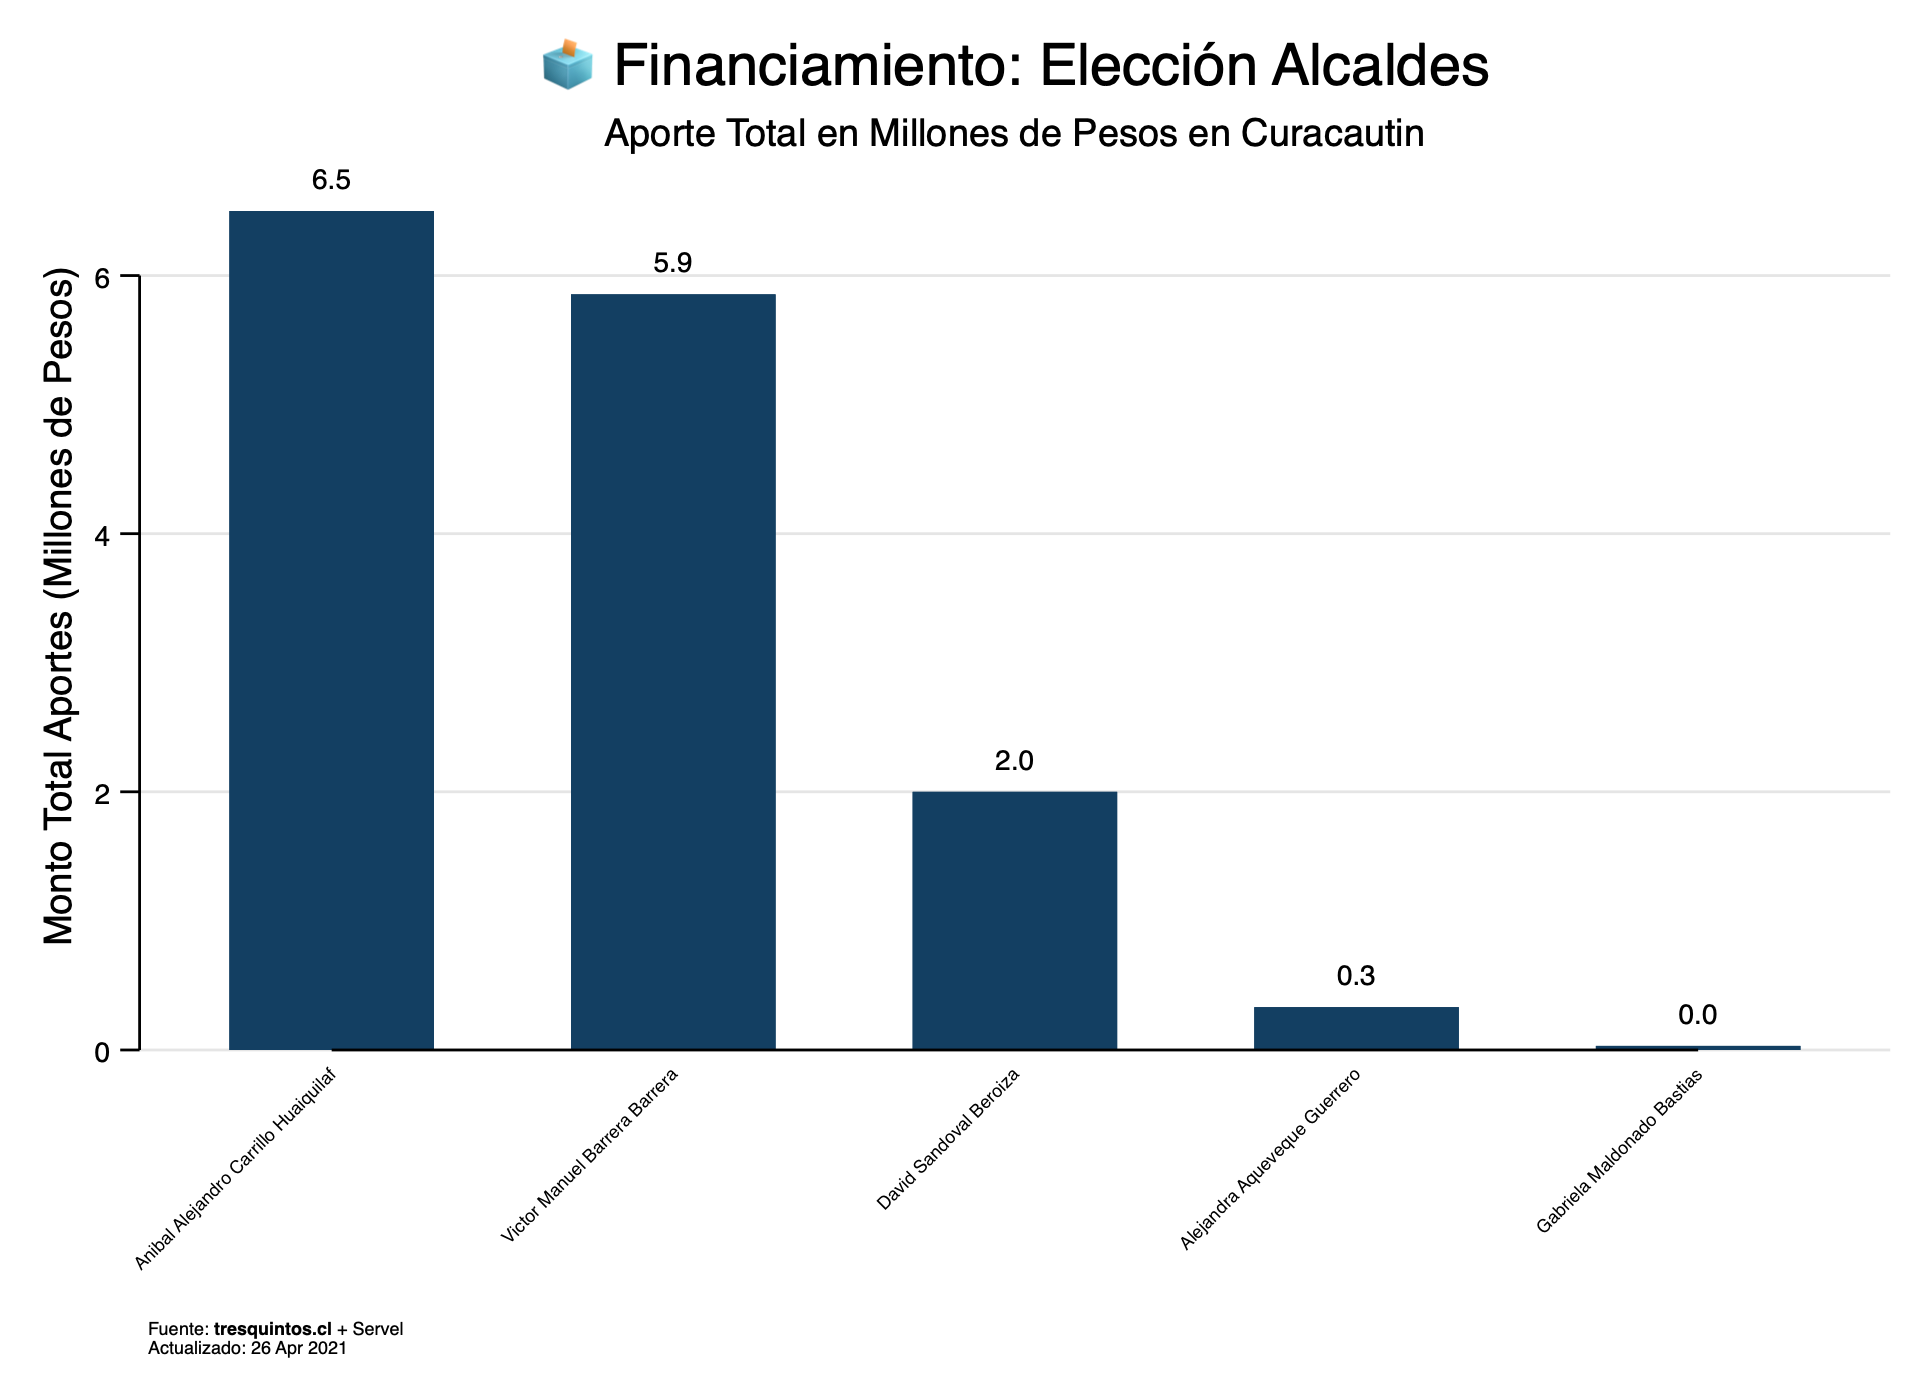 Financiamiento: Elección Alcaldes
Aporte Total en Millones de Pesos en Curacautin
Monto Total Aportes (Millones de Pesos)
6
4
2
0
6.5
5.9
2.0
0.3
0.0
Anibal Alejandro Carrillo Huaiquilaf
Victor Manuel Barrera Barrera
David Sandoval Beroiza
Alejandra Aqueveque Guerrero
Gabriela Maldonado Bastias
Fuente: tresquintos.cl + Servel
Actualizado: 26 Apr 2021